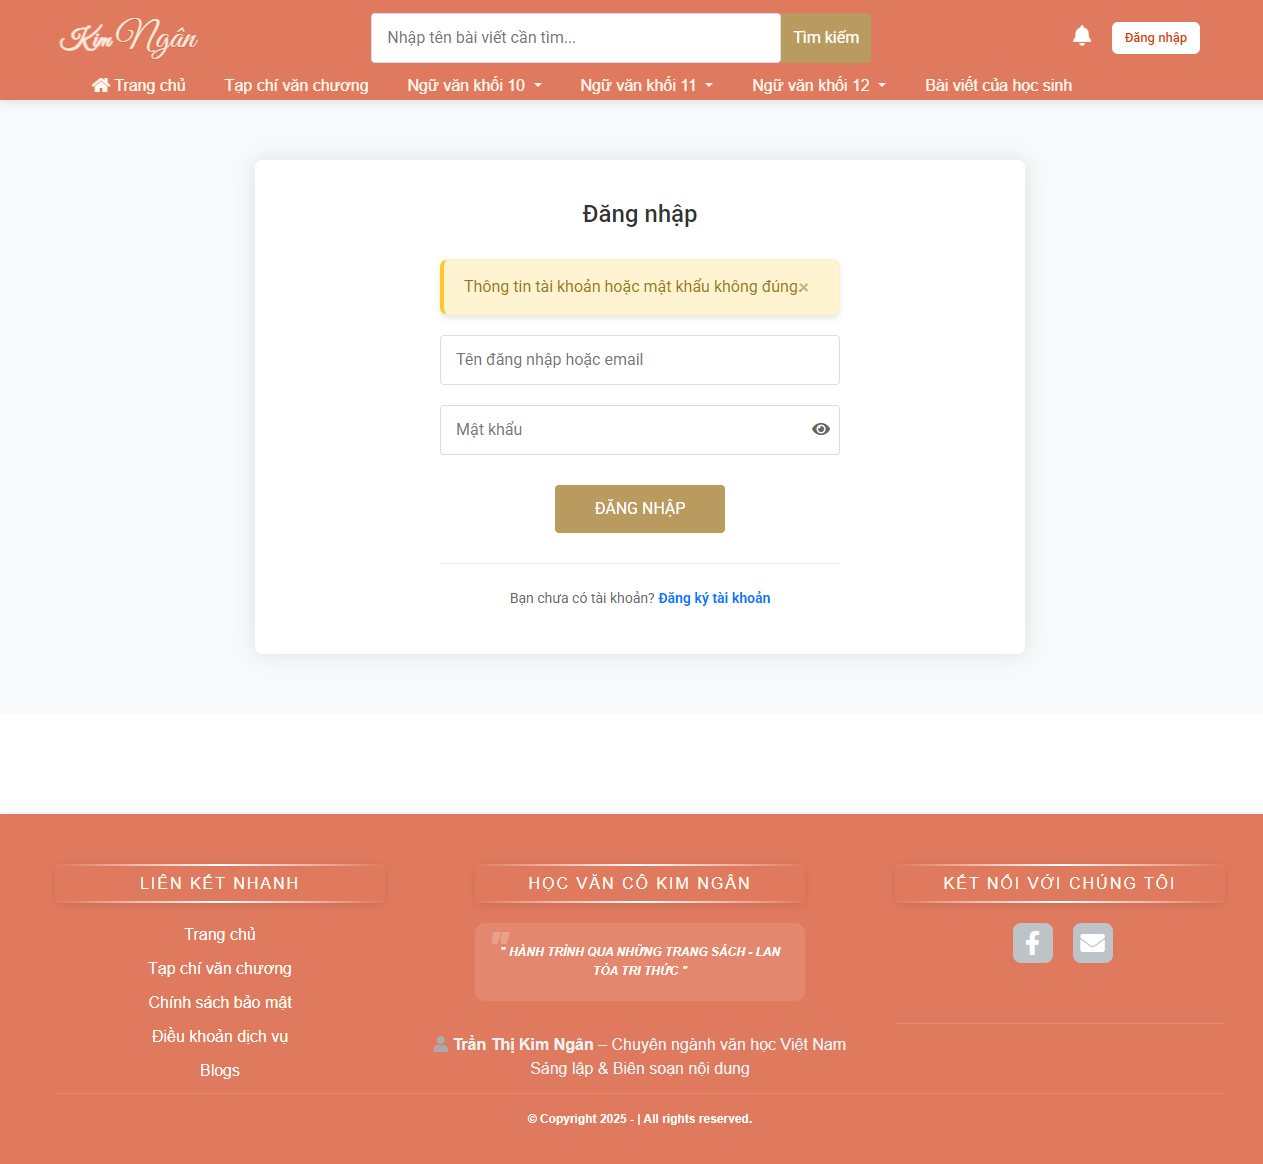 Kim Ngân
Nhập tên bài viết cần tìm...
Tìm kiếm
Đăng nhập
Trang chủ
Tạp chí văn chương
Ngữ văn khối 10
Ngữ văn khối 11
Ngữ văn khối 12
Bài viết của học sinh
Đăng nhập
Thông tin tài khoản hoặc mật khẩu không đúng.×
Tên đăng nhập hoặc email
Mật khẩu
ĐĂNG NHẬP
Bạn chưa có tài khoản? Đăng ký tài khoản
LIÊN KẾT NHANH
Trang chủ
Tạp chí văn chương
Chính sách bảo mật
Điều khoản dịch vụ
Blogs
HỌC VĂN CÔ KIM NGÂN
" HÀNH TRÌNH QUA NHỮNG TRANG SÁCH - LAN
TỎA TRI THỨC "
Trần Thị Kim Ngân – Chuyên ngành văn học Việt Nam
Sáng lập & Biên soạn nội dung
KẾT NỐI VỚI CHÚNG TÔI
© Copyright 2025 - | All rights reserved.